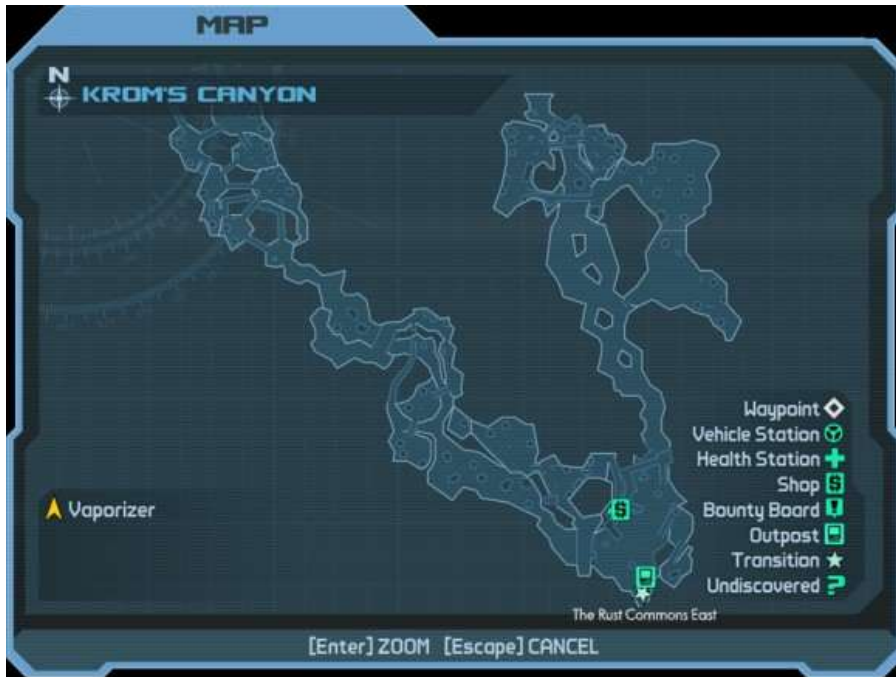 MAP
N
KROM'S CANYON
Waypoint
Vehicle Station
Health Station
$
Shop $
Bounty Board !
Outpost
Transition
Undiscovered ?
Vaporizer
The Rust Commons East
[Enter] ZOOM [Escape] CANCEL